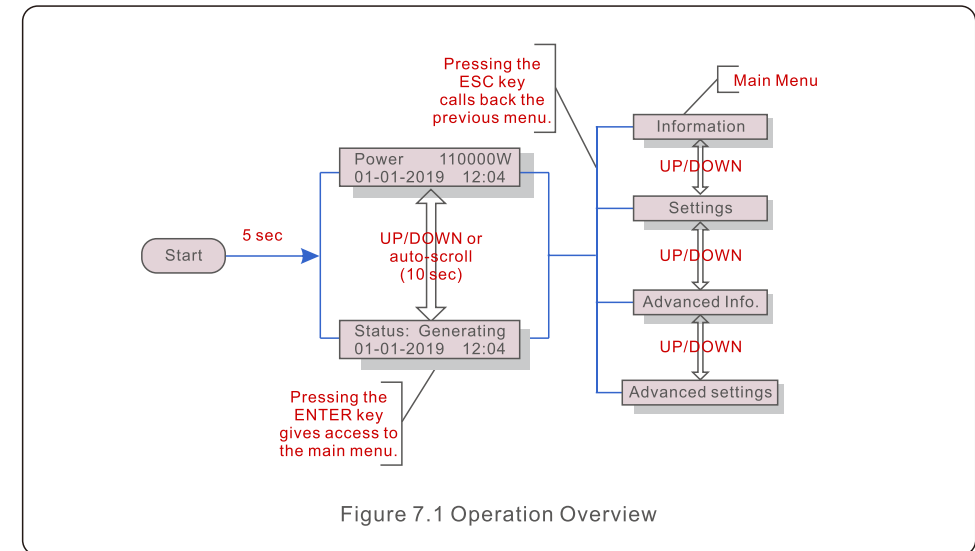 Pressing the
ESC key
calls back the
previous menu.
Main Menu
Information
UP/DOWN
Settings
UP/DOWN
Advanced Info.
UP/DOWN
Advanced settings
Power 110000W
01-01-2019 12:04
Start
5 sec
UP/DOWN or
auto-scroll
(10 sec)
Status: Generating
01-01-2019 12:04
Pressing the
ENTER key
gives access to
the main menu.
Figure 7.1 Operation Overview